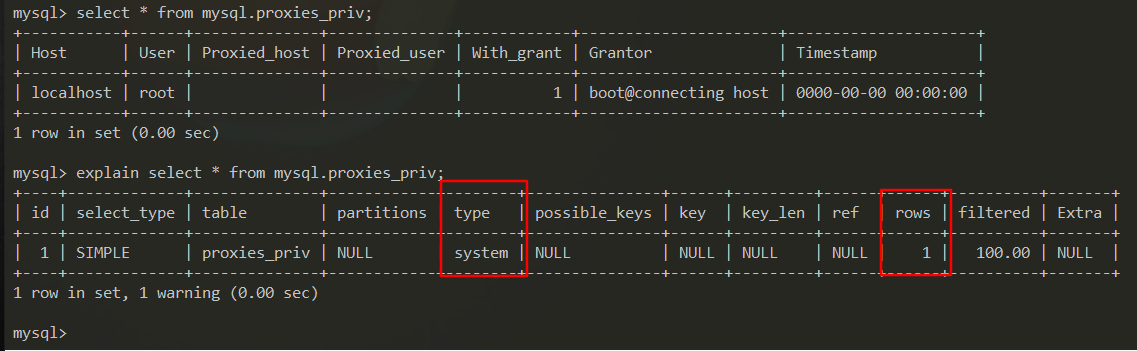 mysql> select * from mysql.proxies_priv;
+-----------+------+--------------+--------------+------------+----------------------+---------------------+
| Host      | User | Proxied_host | Proxied_user | With_grant | Grantor              | Timestamp           |
+-----------+------+--------------+--------------+------------+----------------------+---------------------+
| localhost | root |              |              |          1 | boot@connecting host | 0000-00-00 00:00:00 |
+-----------+------+--------------+--------------+------------+----------------------+---------------------+
1 row in set (0.00 sec)
mysql> explain select * from mysql.proxies_priv;
+----+-------------+--------------+------------+--------+---------------+------+---------+------+------+----------+-------+
| id | select_type | table        | partitions | type   | possible_keys | key  | key_len | ref  | rows | filtered | Extra |
+----+-------------+--------------+------------+--------+---------------+------+---------+------+------+----------+-------+
| 1 | SIMPLE      | proxies_priv | NULL       | system | NULL          | NULL | NULL    | NULL |    1 |   100.00 | NULL  |
+----+-------------+--------------+------------+--------+---------------+------+---------+------+------+----------+-------+
1 row in set, 1 warning (0.00 sec)
mysql>